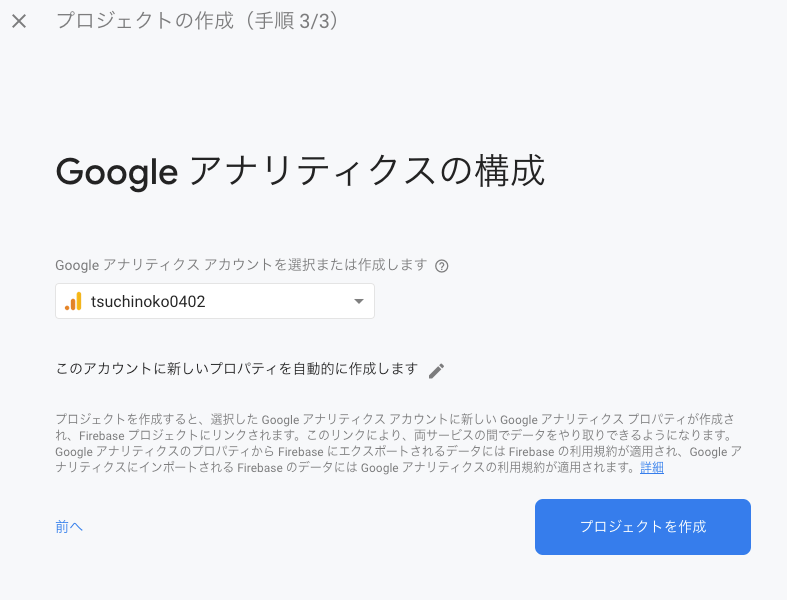 プロジェクトの作成（手順 3/3）
Google アナリティクスの構成
Google アナリティクス アカウントを選択または作成します
tsuchinoko0402
このアカウントに新しいプロパティを自動的に作成します
プロジェクトを作成すると、選択した Google アナリティクス アカウントに新しい Google アナリティクス プロパティが作成さ
れ、Firebase プロジェクトにリンクされます。このリンクにより、両サービスの間でデータをやり取りできるようになります。
Google アナリティクスのプロパティから Firebase にエクスポートされるデータには Firebase の利用規約が適用され、Google ア
ナリティクスにインポートされる Firebase のデータには Google アナリティクスの利用規約が適用されます。詳細
前へ
プロジェクトを作成